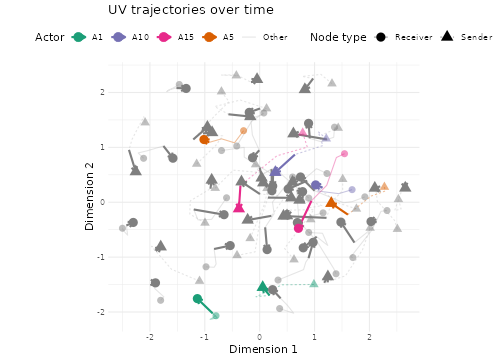 UV trajectories over time
Actor A1 A10 A15 A5 Other Node type Receiver Sender
Dimension 2
2
1
0
-1
-2
-2 -1 0 1 2
Dimension 1